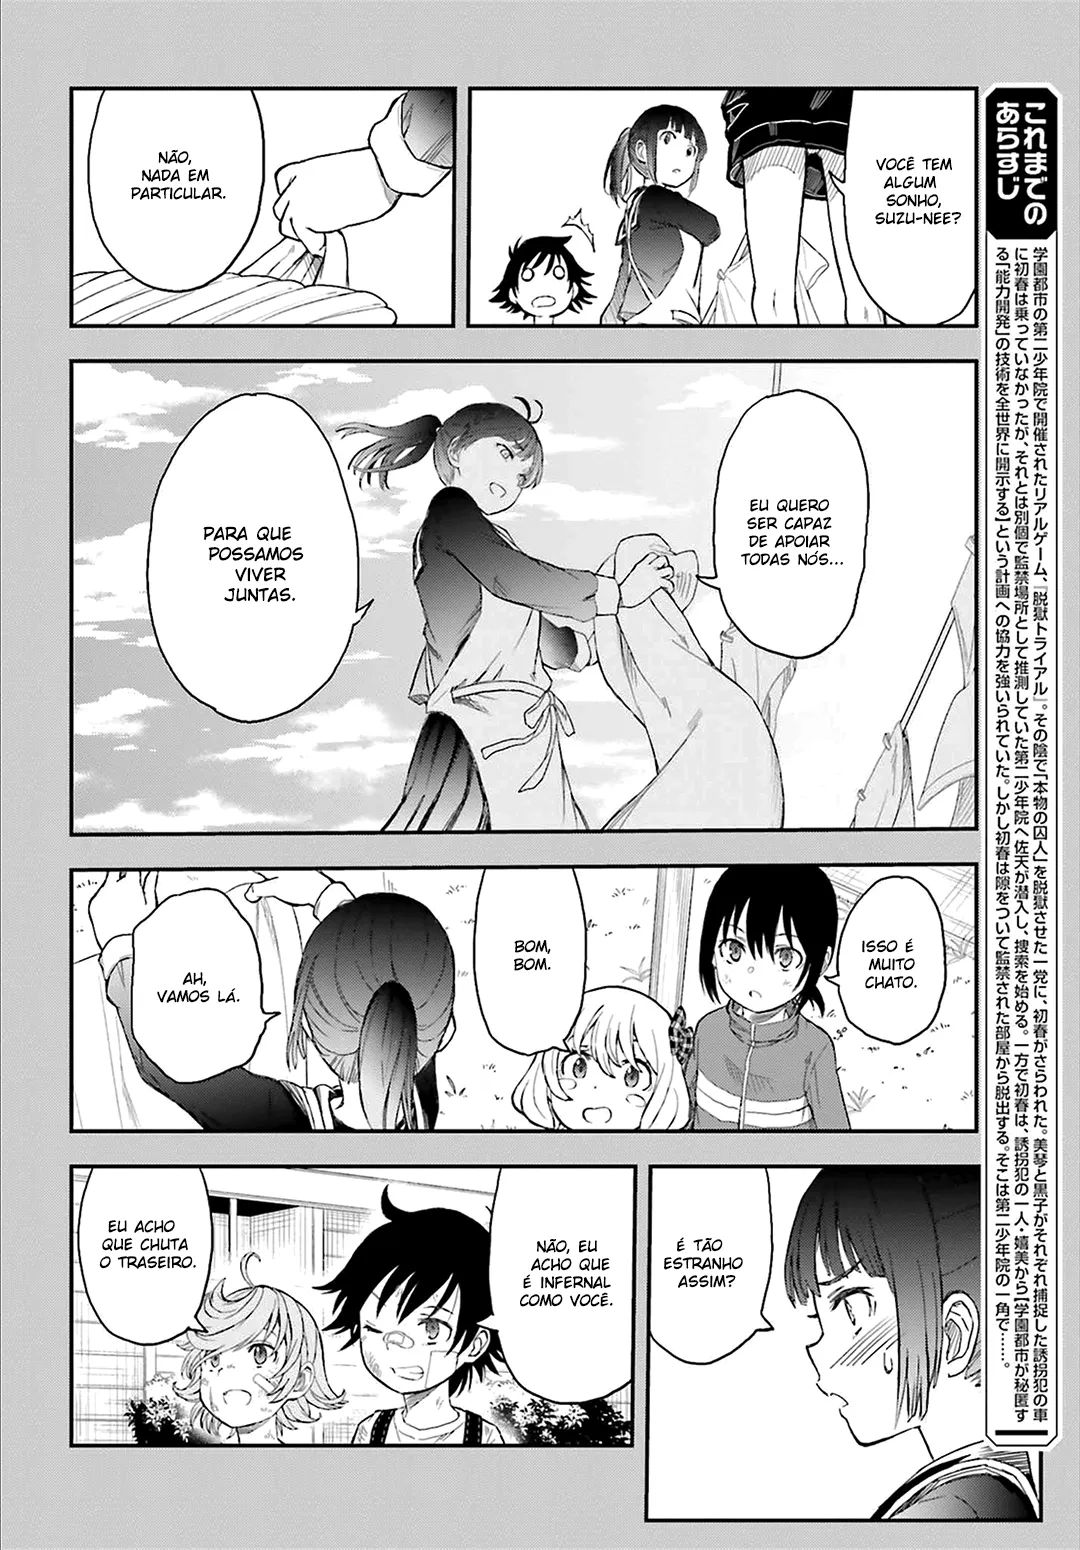 これまでの
あらすじ
学園都市の第二少年院で開催されたリアルゲーム、『脱獄トライアル』。その陰で「本物の囚人」を脱獄させた一党に、初春がさらわれた。美琴と黒子がそれぞれ捕捉した誘拐犯の車
に初春は乗っていなかったが、それとは別個で監禁場所として推測していた第二少年院へ佐天が潜入し、捜索を始める。一方で初春は、誘拐犯の一人・嬉美から【学園都市が秘匿す
る「能力開発」の技術を全世界に開示する】という計画への協力を強いられていた。しかし初春は隙をついて監禁された部屋から脱出する。そこは第二少年院の一角で……。
VOCÊ TEM
ALGUM
SONHO,
SUZU-NEE?
NÃO,
NADA EM
PARTICULAR.
EU QUERO
SER CAPAZ
DE APOIAR
TODAS NÓS...
PARA QUE
POSSAMOS
VIVER
JUNTAS.
ISSO É
MUITO
CHATO.
BOM,
BOM.
AH,
VAMOS LÁ.
É TÃO
ESTRANHO
ASSIM?
NÃO, EU
ACHO QUE
É INFERNAL
COMO VOCÊ.
EU ACHO
QUE CHUTA
O TRASEIRO.